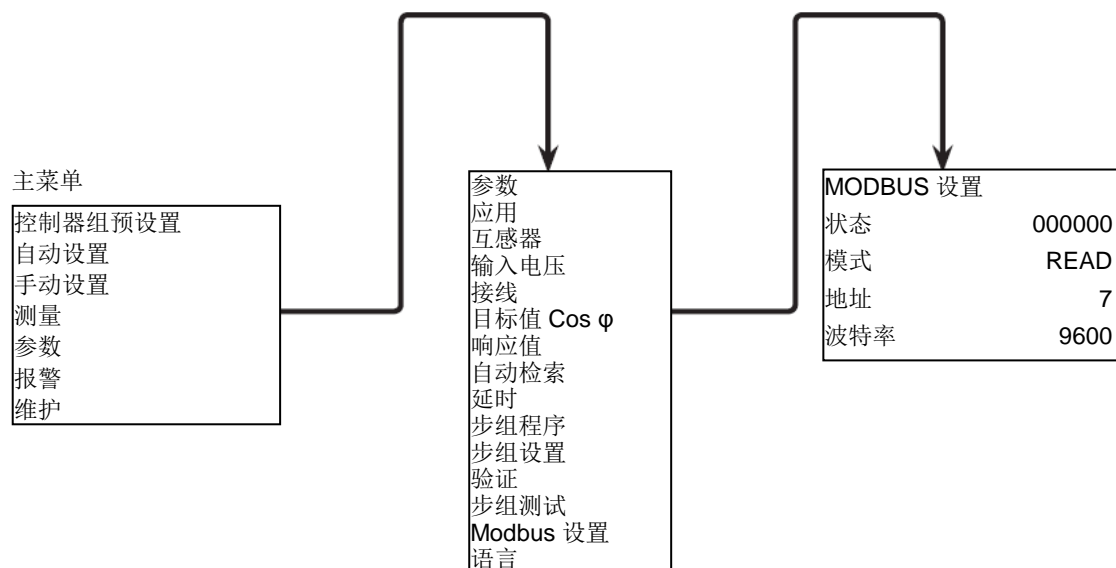 主菜单
控制器组预设置
自动设置
手动设置
测量
参数
报警
维护
参数
应用
互感器
输入电压
接线
目标值 Cos φ
响应值
自动检索
延时
步组程序
步组设置
验证
步组测试
Modbus 设置
语言
MODBUS 设置
状态 000000
模式 READ
地址 7
波特率 9600